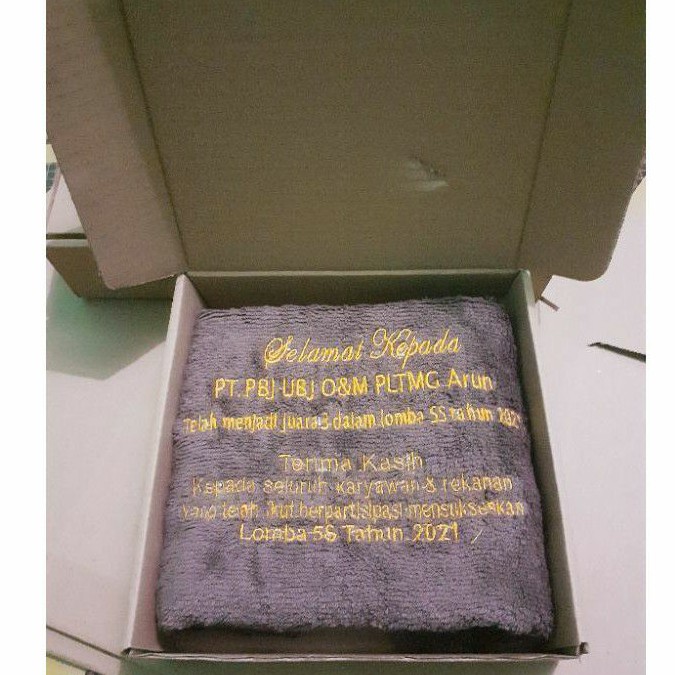 Selamat Kepada
PT. PBJ UBJ O&M PLTMG Arun
Telah menjadi Juara 3 dalam lomba 5S tahun 2021
Terima Kasih
Kepada seluruh karyawan & rekanan
yang telah ikut berpartisipasi mensukseskan
Lomba 5S Tahun 2021